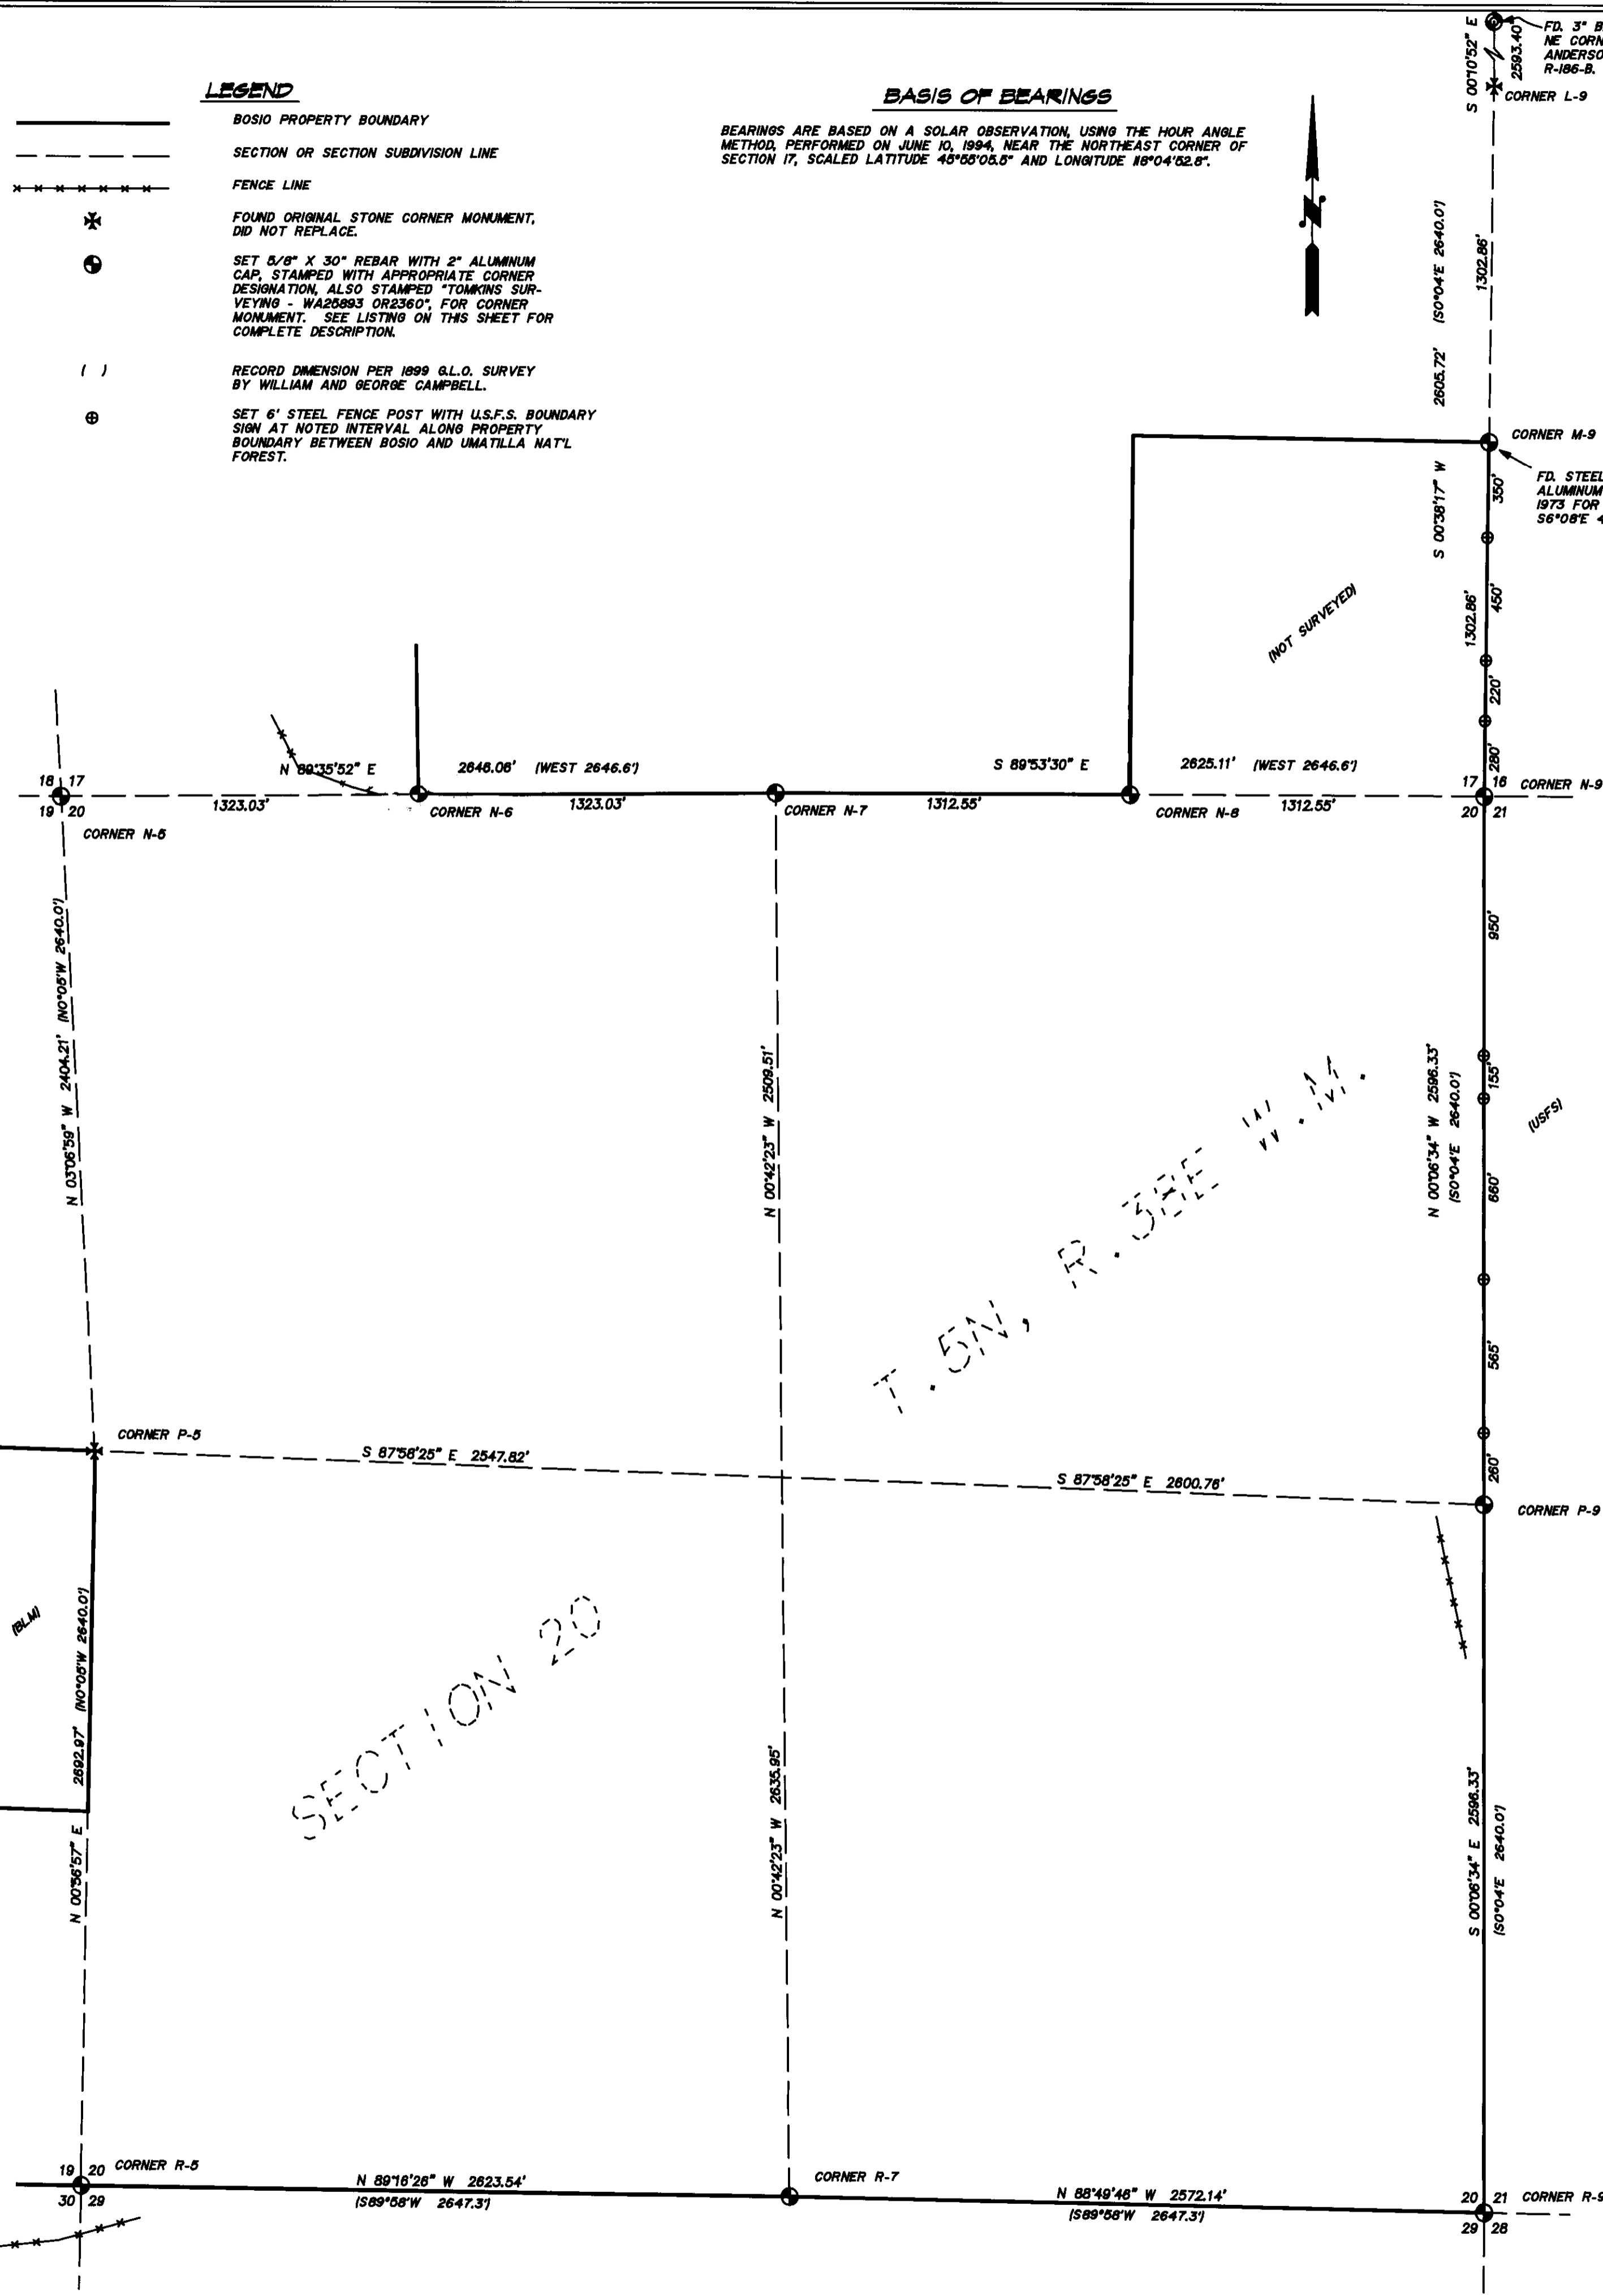 LEGEND
BOSIO PROPERTY BOUNDARY
SECTION OR SECTION SUBDIVISION LINE
FENCE LINE
FOUND ORIGINAL STONE CORNER MONUMENT,
DID NOT REPLACE.
SET 5/8" X 30" REBAR WITH 2" ALUMINUM
CAP, STAMPED WITH APPROPRIATE CORNER
DESIGNATION, ALSO STAMPED "TOMKINS SUR-
VEYING - WA25893 OR2360", FOR CORNER
MONUMENT. SEE LISTING ON THIS SHEET FOR
COMPLETE DESCRIPTION.
( )
RECORD DIMENSION PER 1899 G.L.O. SURVEY
BY WILLIAM AND GEORGE CAMPBELL.
SET 6' STEEL FENCE POST WITH U.S.F.S. BOUNDARY
SIGN AT NOTED INTERVAL ALONG PROPERTY
BOUNDARY BETWEEN BOSIO AND UMATILLA NAT'L
FOREST.
BASIS OF BEARINGS
BEARINGS ARE BASED ON A SOLAR OBSERVATION, USING THE HOUR ANGLE
METHOD, PERFORMED ON JUNE 10, 1994, NEAR THE NORTHEAST CORNER OF
SECTION 17, SCALED LATITUDE 45°55'05.5" AND LONGITUDE 118°04'52.8".
N
S 00°10'52" E
2593.40'
FD. 3" B
NE CORN
ANDERSO
R-186-B.
CORNER L-9
2605.72' (S0°04'E 2640.0')
1302.86'
CORNER M-9
FD. STEEL
ALUMINUM
1973 FOR
S6°08'E 4
S 00°38'17" W
350'
1302.86'
450'
(NOT SURVEYED)
220'
280'
18 17
19 20
CORNER N-5
N 89°35'52" E
2646.06' (WEST 2646.6')
1323.03'
CORNER N-6
1323.03'
CORNER N-7
S 89°53'30" E
2625.11' (WEST 2646.6')
1312.55'
CORNER N-8
1312.55'
17 16
20 21
CORNER N-9
N 03°06'59" W 2404.21' (N0°05'W 2640.0')
N 00°42'23" W 2509.51'
950'
155'
N 00°06'34" W 2596.33'
(S0°04'E 2640.0')
(USFS)
660'
T.5N, R.38E W.M.
565'
260'
CORNER P-5
S 87°58'25" E 2547.82'
S 87°58'25" E 2600.76'
CORNER P-9
(BLM)
N 00°56'57" E
2692.97' (N0°05'W 2640.0')
SECTION 20
N 00°42'23" W 2635.95'
S 00°06'34" E 2596.33'
(S0°04'E 2640.0')
19 20
30 29
CORNER R-5
N 89°16'26" W 2623.54'
(S89°58'W 2647.3')
CORNER R-7
N 88°49'46" W 2572.14'
(S89°58'W 2647.3')
20 21
29 28
CORNER R-9